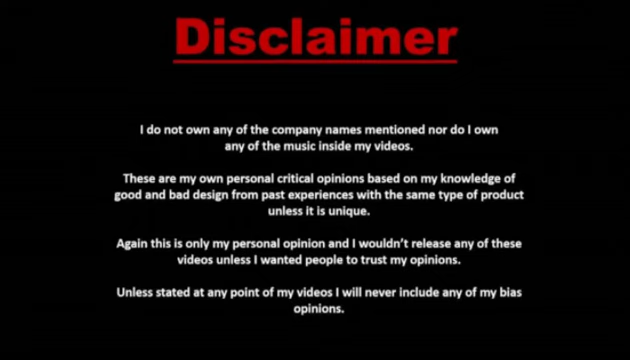 Disclaimer
I do not own any of the company names mentioned nor do I own
any of the music inside my videos.
These are my own personal critical opinions based on my knowledge of
good and bad design from past experiences with the same type of product
unless it is unique.
Again this is only my personal opinion and I wouldn't release any of these
videos unless I wanted people to trust my opinions.
Unless stated at any point of my videos I will never include any of my bias
opinions.